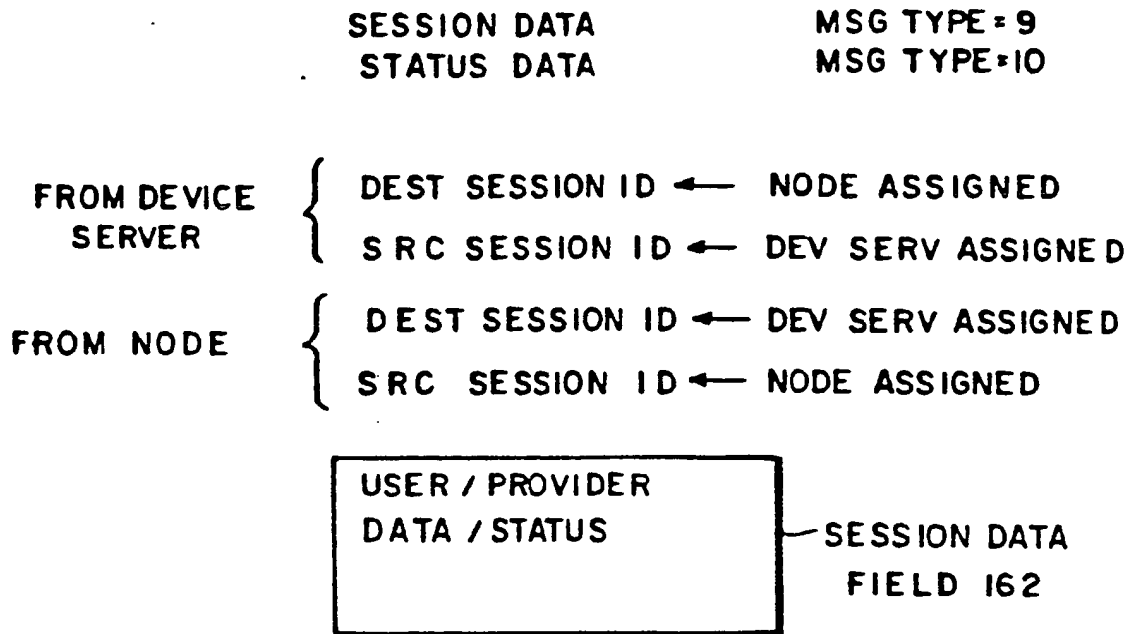 SESSION DATA MSG TYPE=9
STATUS DATA MSG TYPE=10
FROM DEVICE SERVER
DEST SESSION ID ← NODE ASSIGNED
SRC SESSION ID ← DEV SERV ASSIGNED
FROM NODE
DEST SESSION ID ← DEV SERV ASSIGNED
SRC SESSION ID ← NODE ASSIGNED
USER / PROVIDER
DATA / STATUS
SESSION DATA
FIELD 162